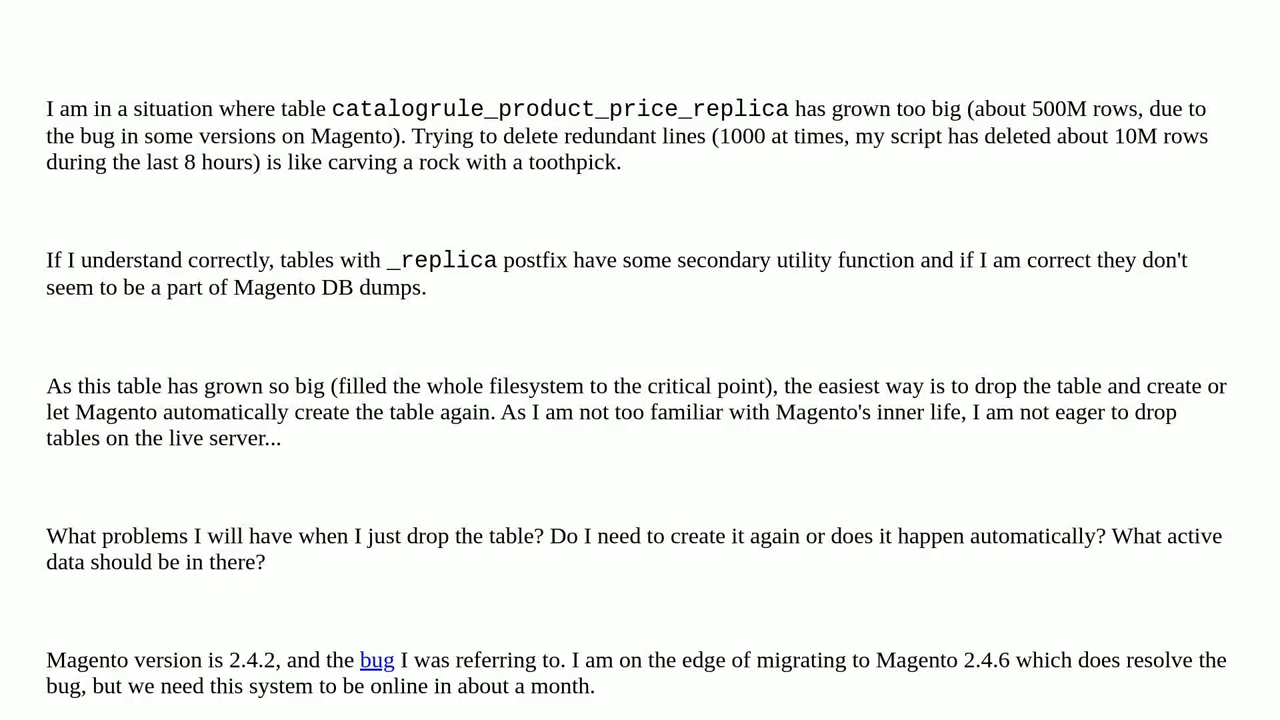 I am in a situation where table catalogrule_product_price_replica has grown too big (about 500M rows, due to
the bug in some versions on Magento). Trying to delete redundant lines (1000 at times, my script has deleted about 10M rows
during the last 8 hours) is like carving a rock with a toothpick.
If I understand correctly, tables with _replica postfix have some secondary utility function and if I am correct they don't
seem to be a part of Magento DB dumps.
As this table has grown so big (filled the whole filesystem to the critical point), the easiest way is to drop the table and create or
let Magento automatically create the table again. As I am not too familiar with Magento's inner life, I am not eager to drop
tables on the live server...
What problems I will have when I just drop the table? Do I need to create it again or does it happen automatically? What active
data should be in there?
Magento version is 2.4.2, and the bug I was referring to. I am on the edge of migrating to Magento 2.4.6 which does resolve the
bug, but we need this system to be online in about a month.